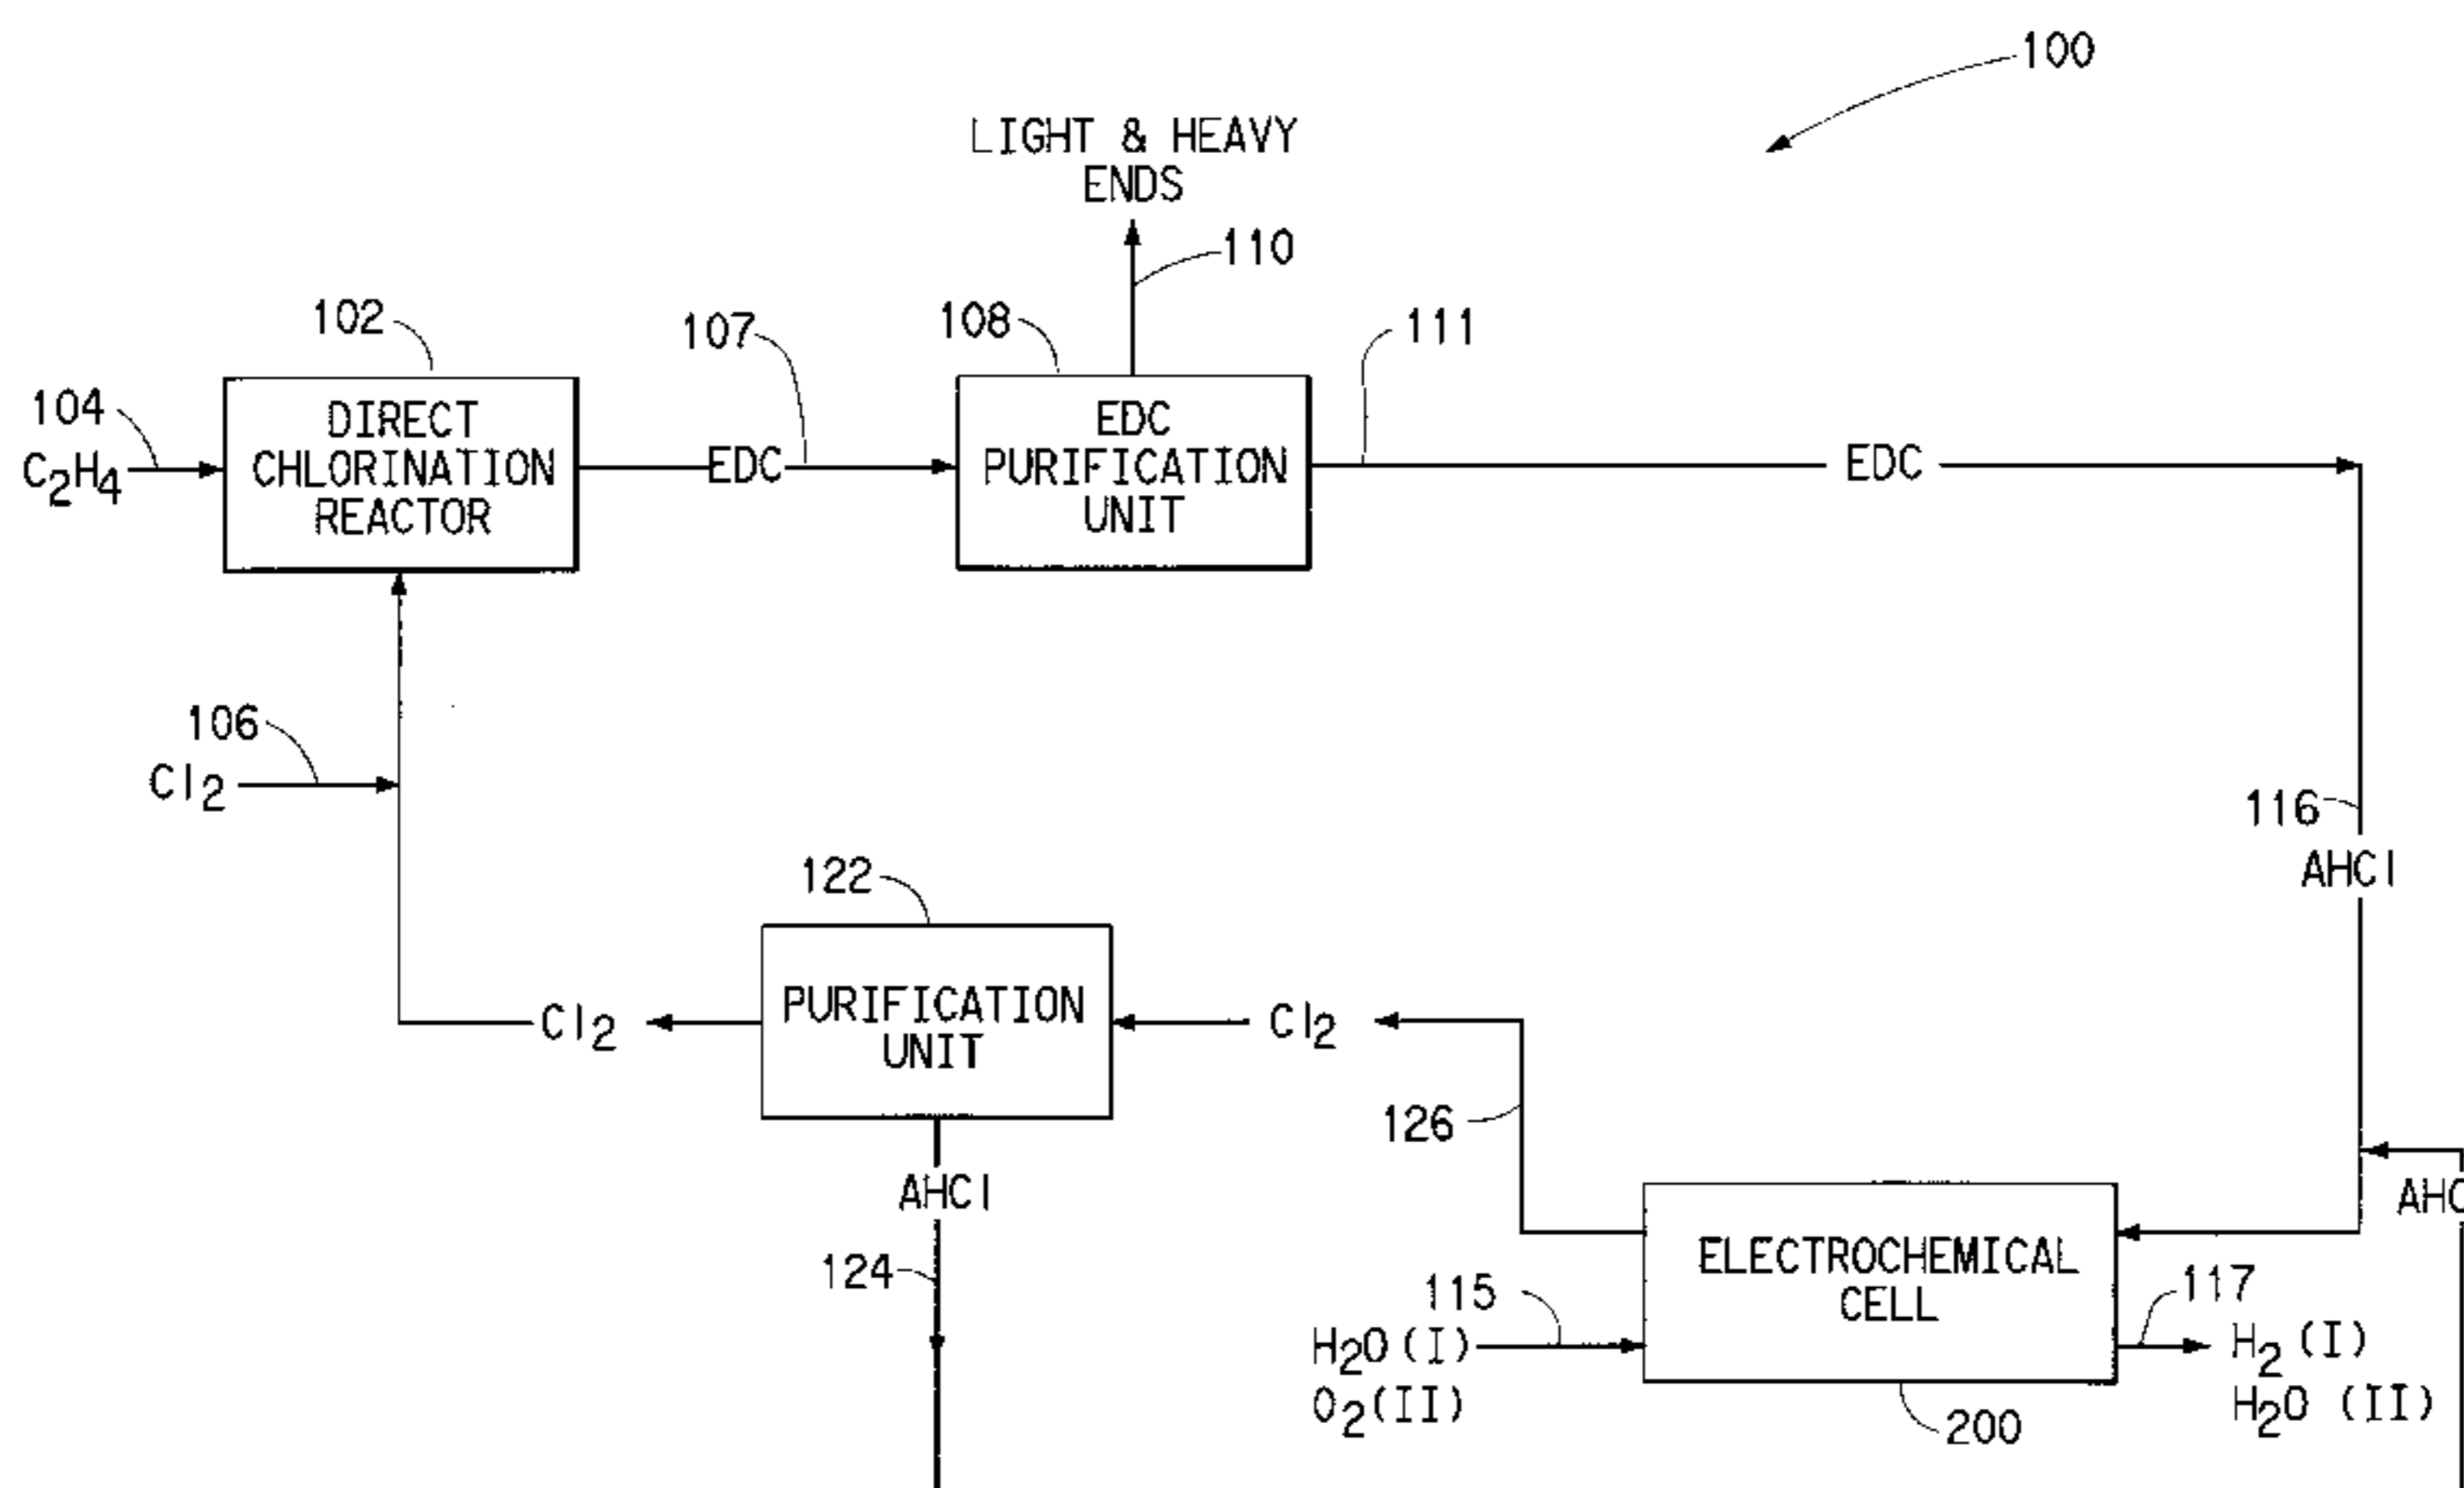 100
LIGHT & HEAVY
ENDS
110
102
107
108
111
104
C2H4
DIRECT
CHLORINATION
REACTOR
EDC
EDC
PURIFICATION
UNIT
EDC
106
Cl2
116
AHCl
122
PURIFICATION
UNIT
Cl2
Cl2
126
AHCl
AHC
124
ELECTROCHEMICAL
CELL
115
117
H2O (I)
O2 (II)
H2 (I)
H2O (II)
200